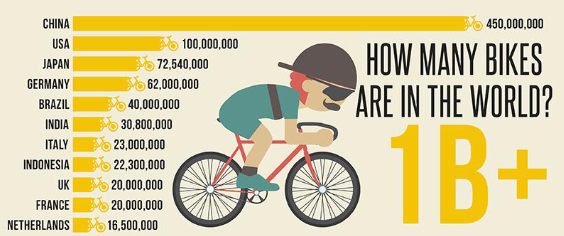 CHINA 450,000,000
USA 100,000,000
JAPAN 72,540,000
GERMANY 62,000,000
BRAZIL 40,000,000
INDIA 30,800,000
ITALY 23,000,000
INDONESIA 22,300,000
UK 20,000,000
FRANCE 20,000,000
NETHERLANDS 16,500,000
HOW MANY BIKES
ARE IN THE WORLD?
1B+